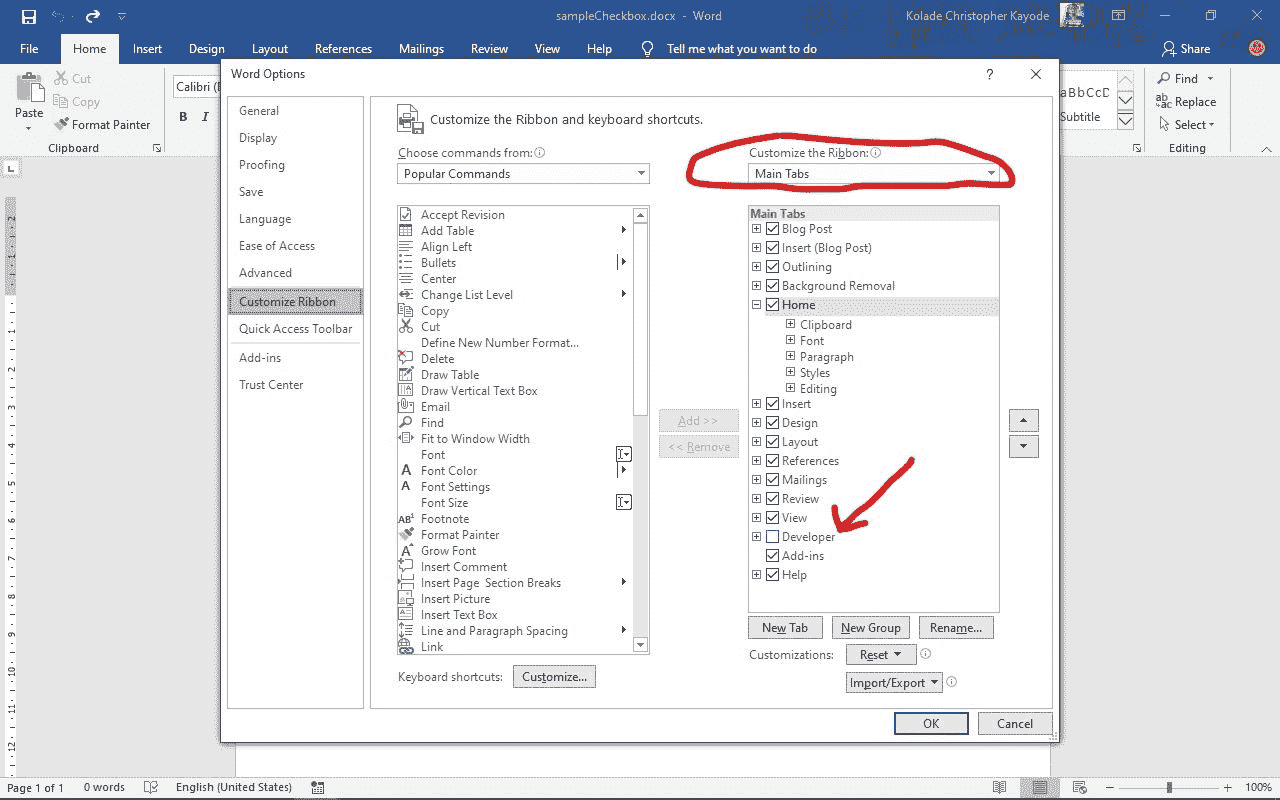 sampleCheckbox.docx - Word
Kolade Christopher Kayode
File Home Insert Design Layout References Mailings Review View Help Tell me what you want to do
Share
Cut
Copy
Format Painter
Paste
Clipboard
Calibri (
B I
Word Options
?
General
Display
Proofing
Save
Language
Ease of Access
Advanced
Customize Ribbon
Quick Access Toolbar
Add-ins
Trust Center
Customize the Ribbon and keyboard shortcuts.
Choose commands from:
Popular Commands
Accept Revision
Add Table
Align Left
Bullets
Center
Change List Level
Copy
Cut
Define New Number Format...
Delete
Draw Table
Draw Vertical Text Box
Email
Find
Fit to Window Width
Font
Font Color
Font Settings
Font Size
Footnote
Format Painter
Grow Font
Insert Comment
Insert Page Section Breaks
Insert Picture
Insert Text Box
Line and Paragraph Spacing
Link
Keyboard shortcuts: Customize...
Add >>
<< Remove
Customize the Ribbon:
Main Tabs
Main Tabs
Blog Post
Insert (Blog Post)
Outlining
Background Removal
Home
Clipboard
Font
Paragraph
Styles
Editing
Insert
Design
Layout
References
Mailings
Review
View
Developer
Add-ins
Help
New Tab New Group Rename...
Customizations: Reset
Import/Export
OK Cancel
aBbCcD
Subtitle
Find
Replace
Select
Editing
Page 1 of 1 0 words English (United States) 100%